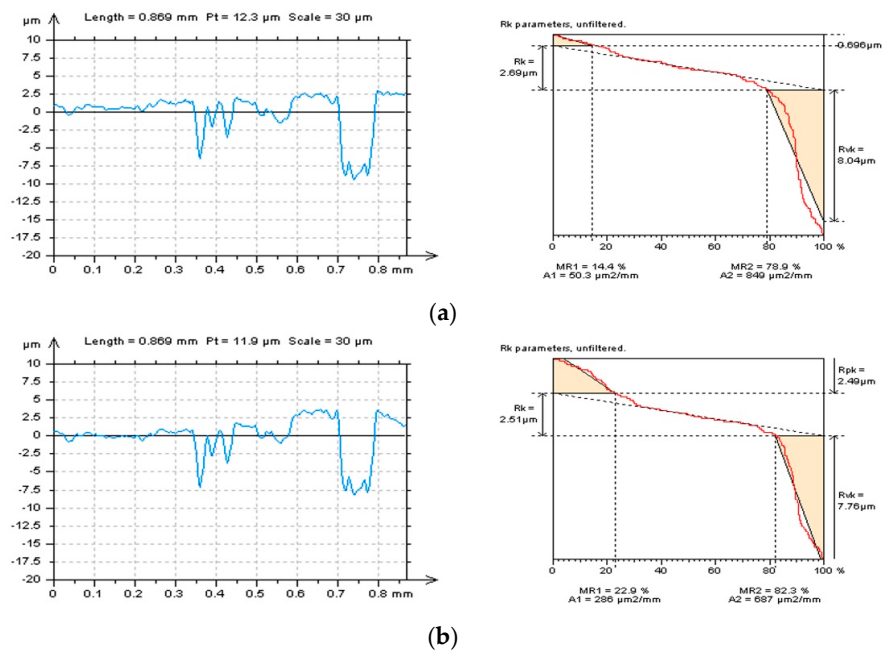 µm
Length = 0.869 mm Pt = 12.3 µm Scale = 30 µm
10
7.5
5
2.5
0
-2.5
-5
-7.5
-10
-12.5
-15
-17.5
-20
0 0.1 0.2 0.3 0.4 0.5 0.6 0.7 0.8 mm
Rk parameters, unfiltered.
Rk =
2.69µm
0.696µm
Rvk =
8.04µm
0 20 40 60 80 100 %
MR1 = 14.4 % MR2 = 78.9 %
A1 = 50.3 µm2/mm A2 = 849 µm2/mm
(a)
µm
Length = 0.869 mm Pt = 11.9 µm Scale = 30 µm
10
7.5
5
2.5
0
-2.5
-5
-7.5
-10
-12.5
-15
-17.5
-20
0 0.1 0.2 0.3 0.4 0.5 0.6 0.7 0.8 mm
Rk parameters, unfiltered.
Rk =
2.51µm
Rpk =
2.49µm
Rvk =
7.76µm
0 20 40 60 80 100 %
MR1 = 22.9 % MR2 = 82.3 %
A1 = 286 µm2/mm A2 = 687 µm2/mm
(b)